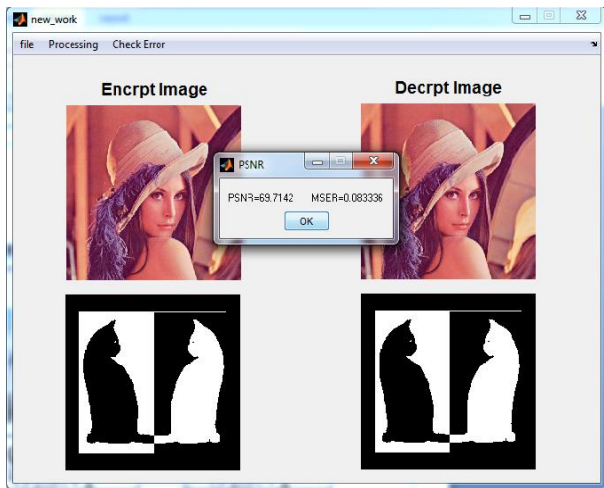 new_work
file Processing Check Error
Encrpt Image
Decrpt Image
PSNR
PSNR=69.7142 MSER=0.083336
OK